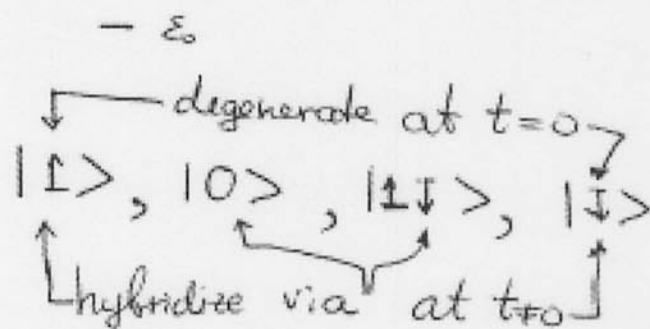 — ε₀
degenerate at t=0
|↑>, |0>, |↑↓>, |↓>
hybridize via at t≠0